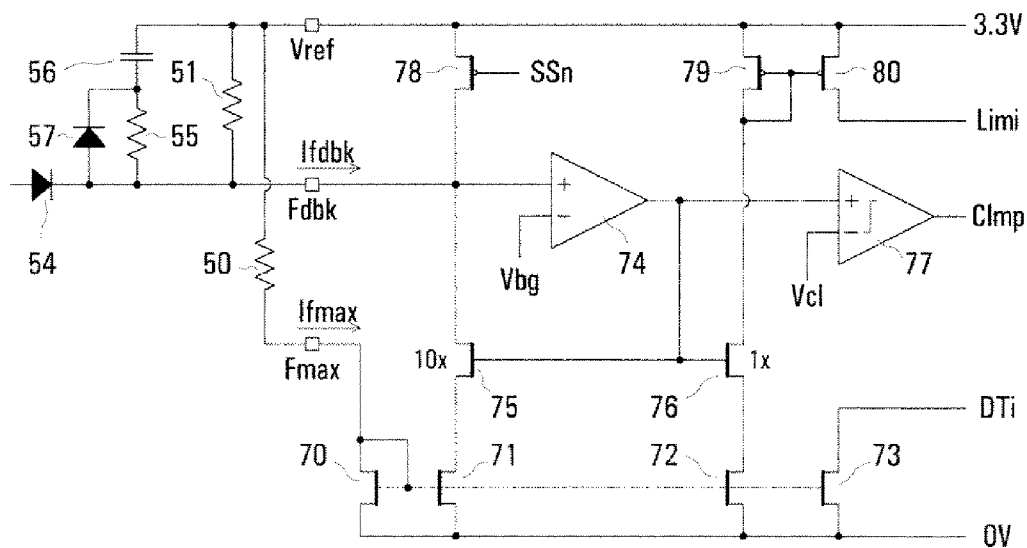 Vref
3.3V
56
51
78
SSn
79
80
Limi
57
55
Ifdbk
Fdbk
54
50
Vbg
74
Vcl
77
Clmp
Ifmax
Fmax
10x
75
76
1x
DTi
70
71
72
73
0V